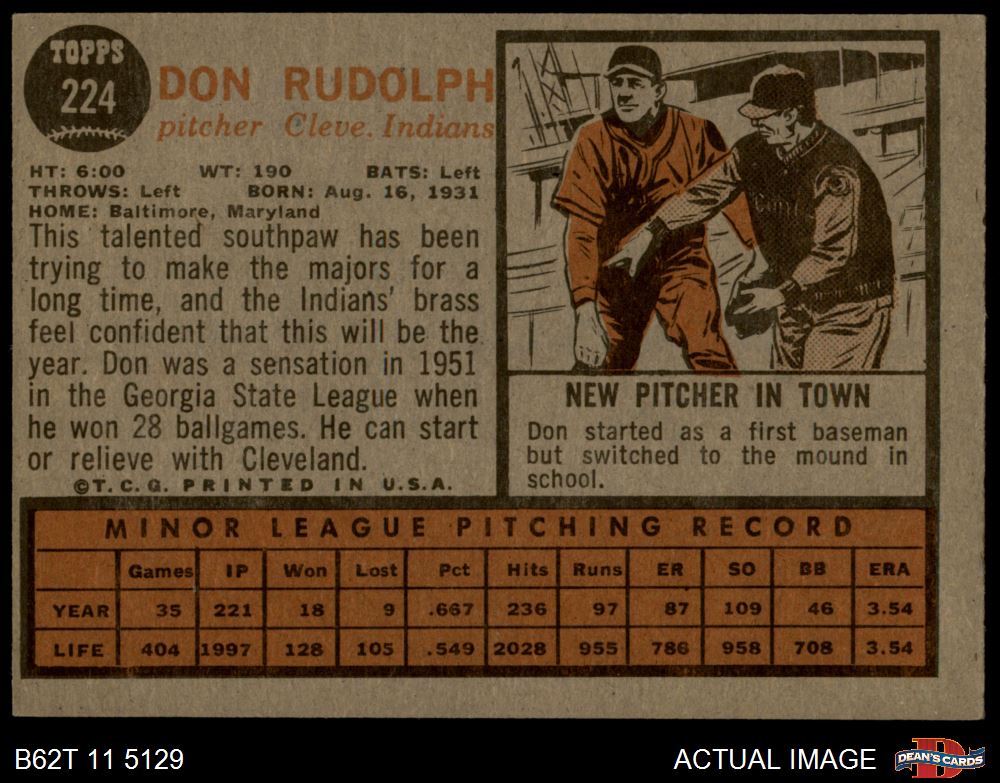 TOPPS
224
DON RUDOLPH
pitcher Cleve. Indians
HT: 6:00 WT: 190 BATS: Left
THROWS: Left BORN: Aug. 16, 1931
HOME: Baltimore, Maryland
This talented southpaw has been
trying to make the majors for a
long time, and the Indians' brass
feel confident that this will be the
year. Don was a sensation in 1951
in the Georgia State League when
he won 28 ballgames. He can start
or relieve with Cleveland.
©T.C.G. PRINTED IN U.S.A.
NEW PITCHER IN TOWN
Don started as a first baseman
but switched to the mound in
school.
MINOR LEAGUE PITCHING RECORD
Games IP Won Lost Pct Hits Runs ER SO BB ERA
YEAR 35 221 18 9 .667 236 97 87 109 46 3.54
LIFE 404 1997 128 105 .549 2028 955 786 958 708 3.54
B62T 11 5129 ACTUAL IMAGE DEAN'S CARDS